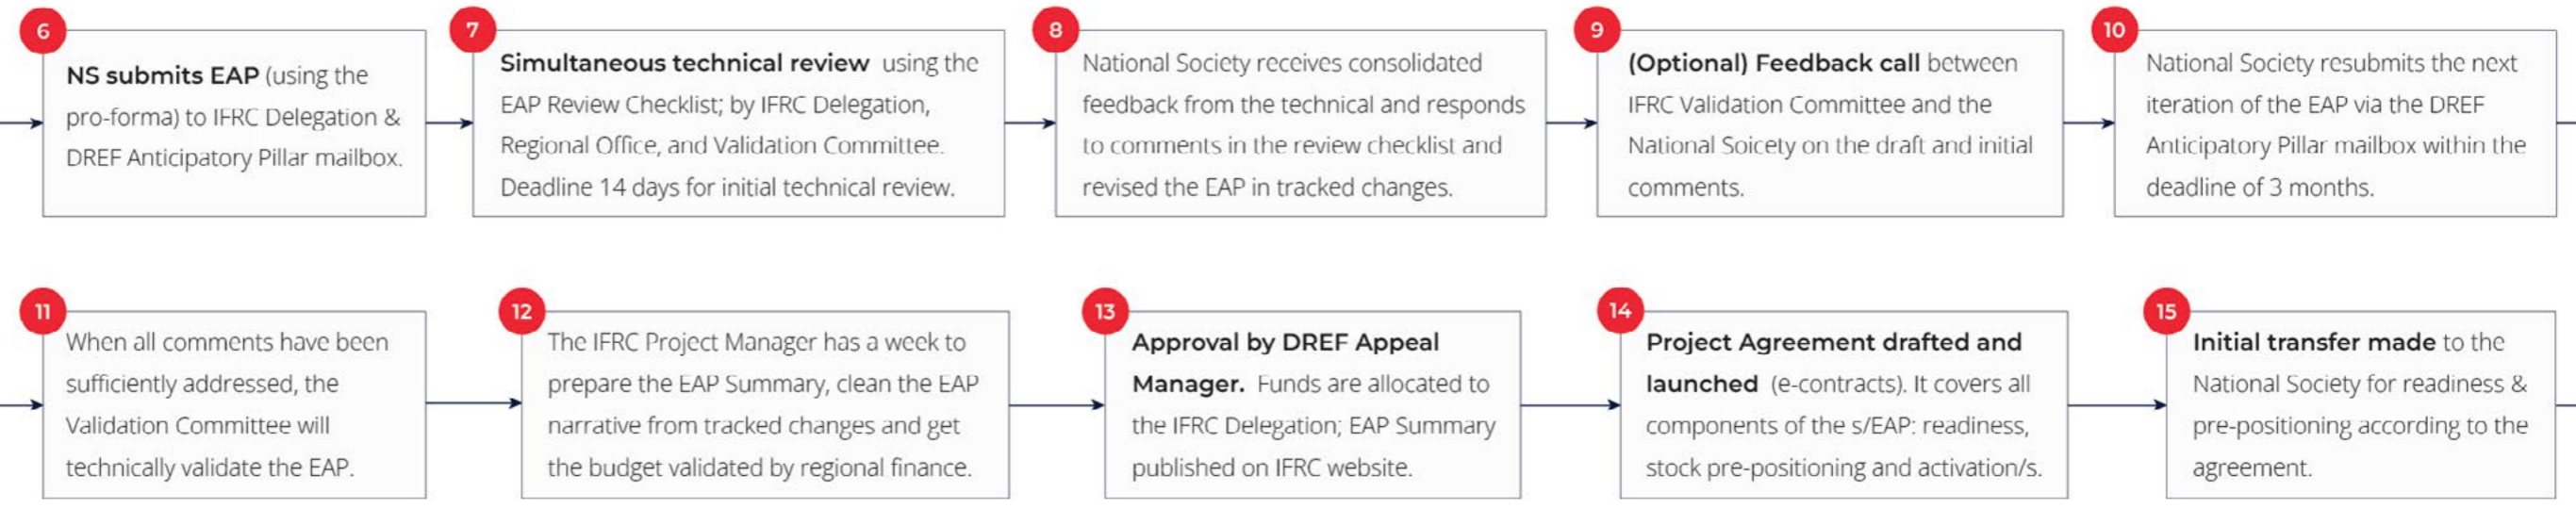 6
NS submits EAP (using the
pro-forma) to IFRC Delegation &
DREF Anticipatory Pillar mailbox.
7
Simultaneous technical review using the
EAP Review Checklist; by IFRC Delegation,
Regional Office, and Validation Committee.
Deadline 14 days for initial technical review.
8
National Society receives consolidated
feedback from the technical and responds
to comments in the review checklist and
revised the EAP in tracked changes.
9
(Optional) Feedback call between
IFRC Validation Committee and the
National Soicety on the draft and initial
comments.
10
National Society resubmits the next
iteration of the EAP via the DREF
Anticipatory Pillar mailbox within the
deadline of 3 months.
11
When all comments have been
sufficiently addressed, the
Validation Committee will
technically validate the EAP.
12
The IFRC Project Manager has a week to
prepare the EAP Summary, clean the EAP
narrative from tracked changes and get
the budget validated by regional finance.
13
Approval by DREF Appeal
Manager. Funds are allocated to
the IFRC Delegation; EAP Summary
published on IFRC website.
14
Project Agreement drafted and
launched (e-contracts). It covers all
components of the s/EAP: readiness,
stock pre-positioning and activation/s.
15
Initial transfer made to the
National Society for readiness &
pre-positioning according to the
agreement.